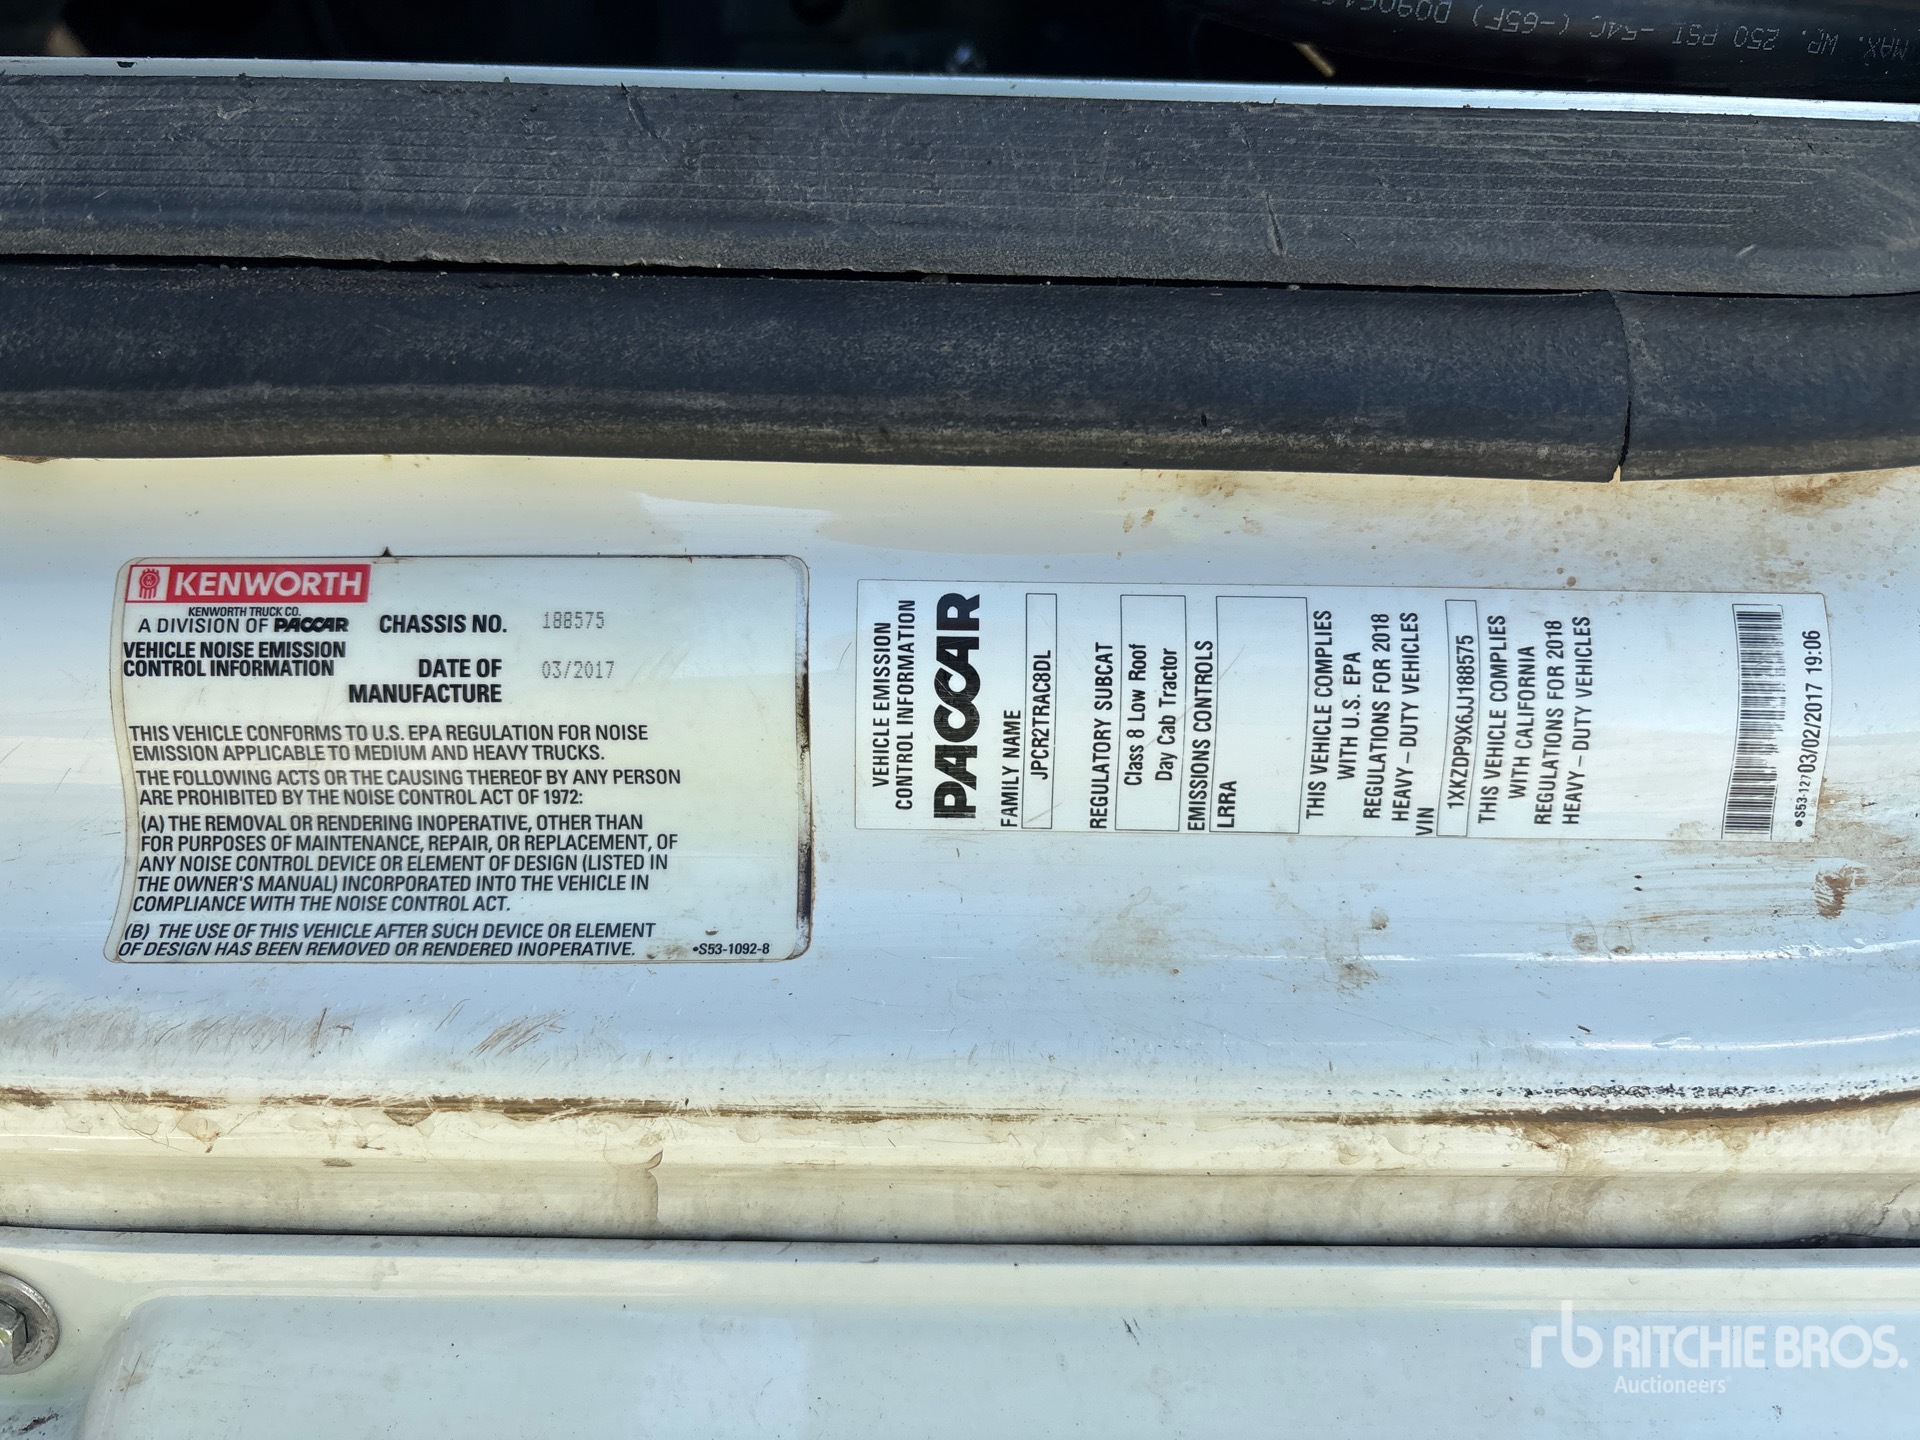 MAX. WP. 250 PSI -54C (-65F)
KENWORTH
KENWORTH TRUCK CO.
A DIVISION OF PACCAR
CHASSIS NO. 188575
VEHICLE NOISE EMISSION
CONTROL INFORMATION
DATE OF
MANUFACTURE
03/2017
THIS VEHICLE CONFORMS TO U.S. EPA REGULATION FOR NOISE
EMISSION APPLICABLE TO MEDIUM AND HEAVY TRUCKS.
THE FOLLOWING ACTS OR THE CAUSING THEREOF BY ANY PERSON
ARE PROHIBITED BY THE NOISE CONTROL ACT OF 1972:
(A) THE REMOVAL OR RENDERING INOPERATIVE, OTHER THAN
FOR PURPOSES OF MAINTENANCE, REPAIR, OR REPLACEMENT, OF
ANY NOISE CONTROL DEVICE OR ELEMENT OF DESIGN (LISTED IN
THE OWNER'S MANUAL) INCORPORATED INTO THE VEHICLE IN
COMPLIANCE WITH THE NOISE CONTROL ACT.
(B) THE USE OF THIS VEHICLE AFTER SUCH DEVICE OR ELEMENT
OF DESIGN HAS BEEN REMOVED OR RENDERED INOPERATIVE.
•S53-1092-8
VEHICLE EMISSION
CONTROL INFORMATION
PACCAR
FAMILY NAME
JPCR2TRAC8DL
REGULATORY SUBCAT
Class 8 Low Roof
Day Cab Tractor
EMISSIONS CONTROLS
LRRA
THIS VEHICLE COMPLIES
WITH U.S. EPA
REGULATIONS FOR 2018
HEAVY – DUTY VEHICLES
VIN
1XKZDP9X6JJ188575
THIS VEHICLE COMPLIES
WITH CALIFORNIA
REGULATIONS FOR 2018
HEAVY – DUTY VEHICLES
03/02/2017 19:06
rb RITCHIE BROS.
Auctioneers